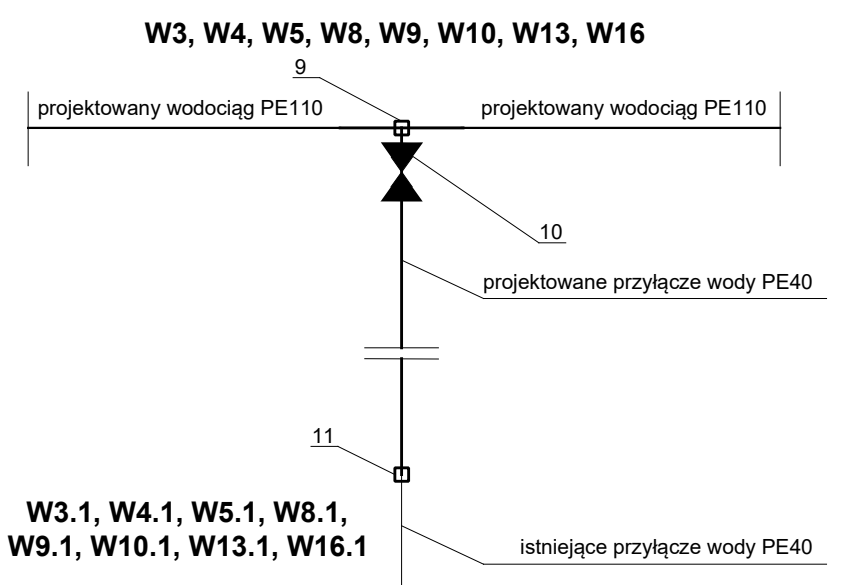 W3, W4, W5, W8, W9, W10, W13, W16
9
projektowany wodociąg PE110
projektowany wodociąg PE110
10
projektowane przyłącze wody PE40
11
W3.1, W4.1, W5.1, W8.1,
W9.1, W10.1, W13.1, W16.1
istniejące przyłącze wody PE40